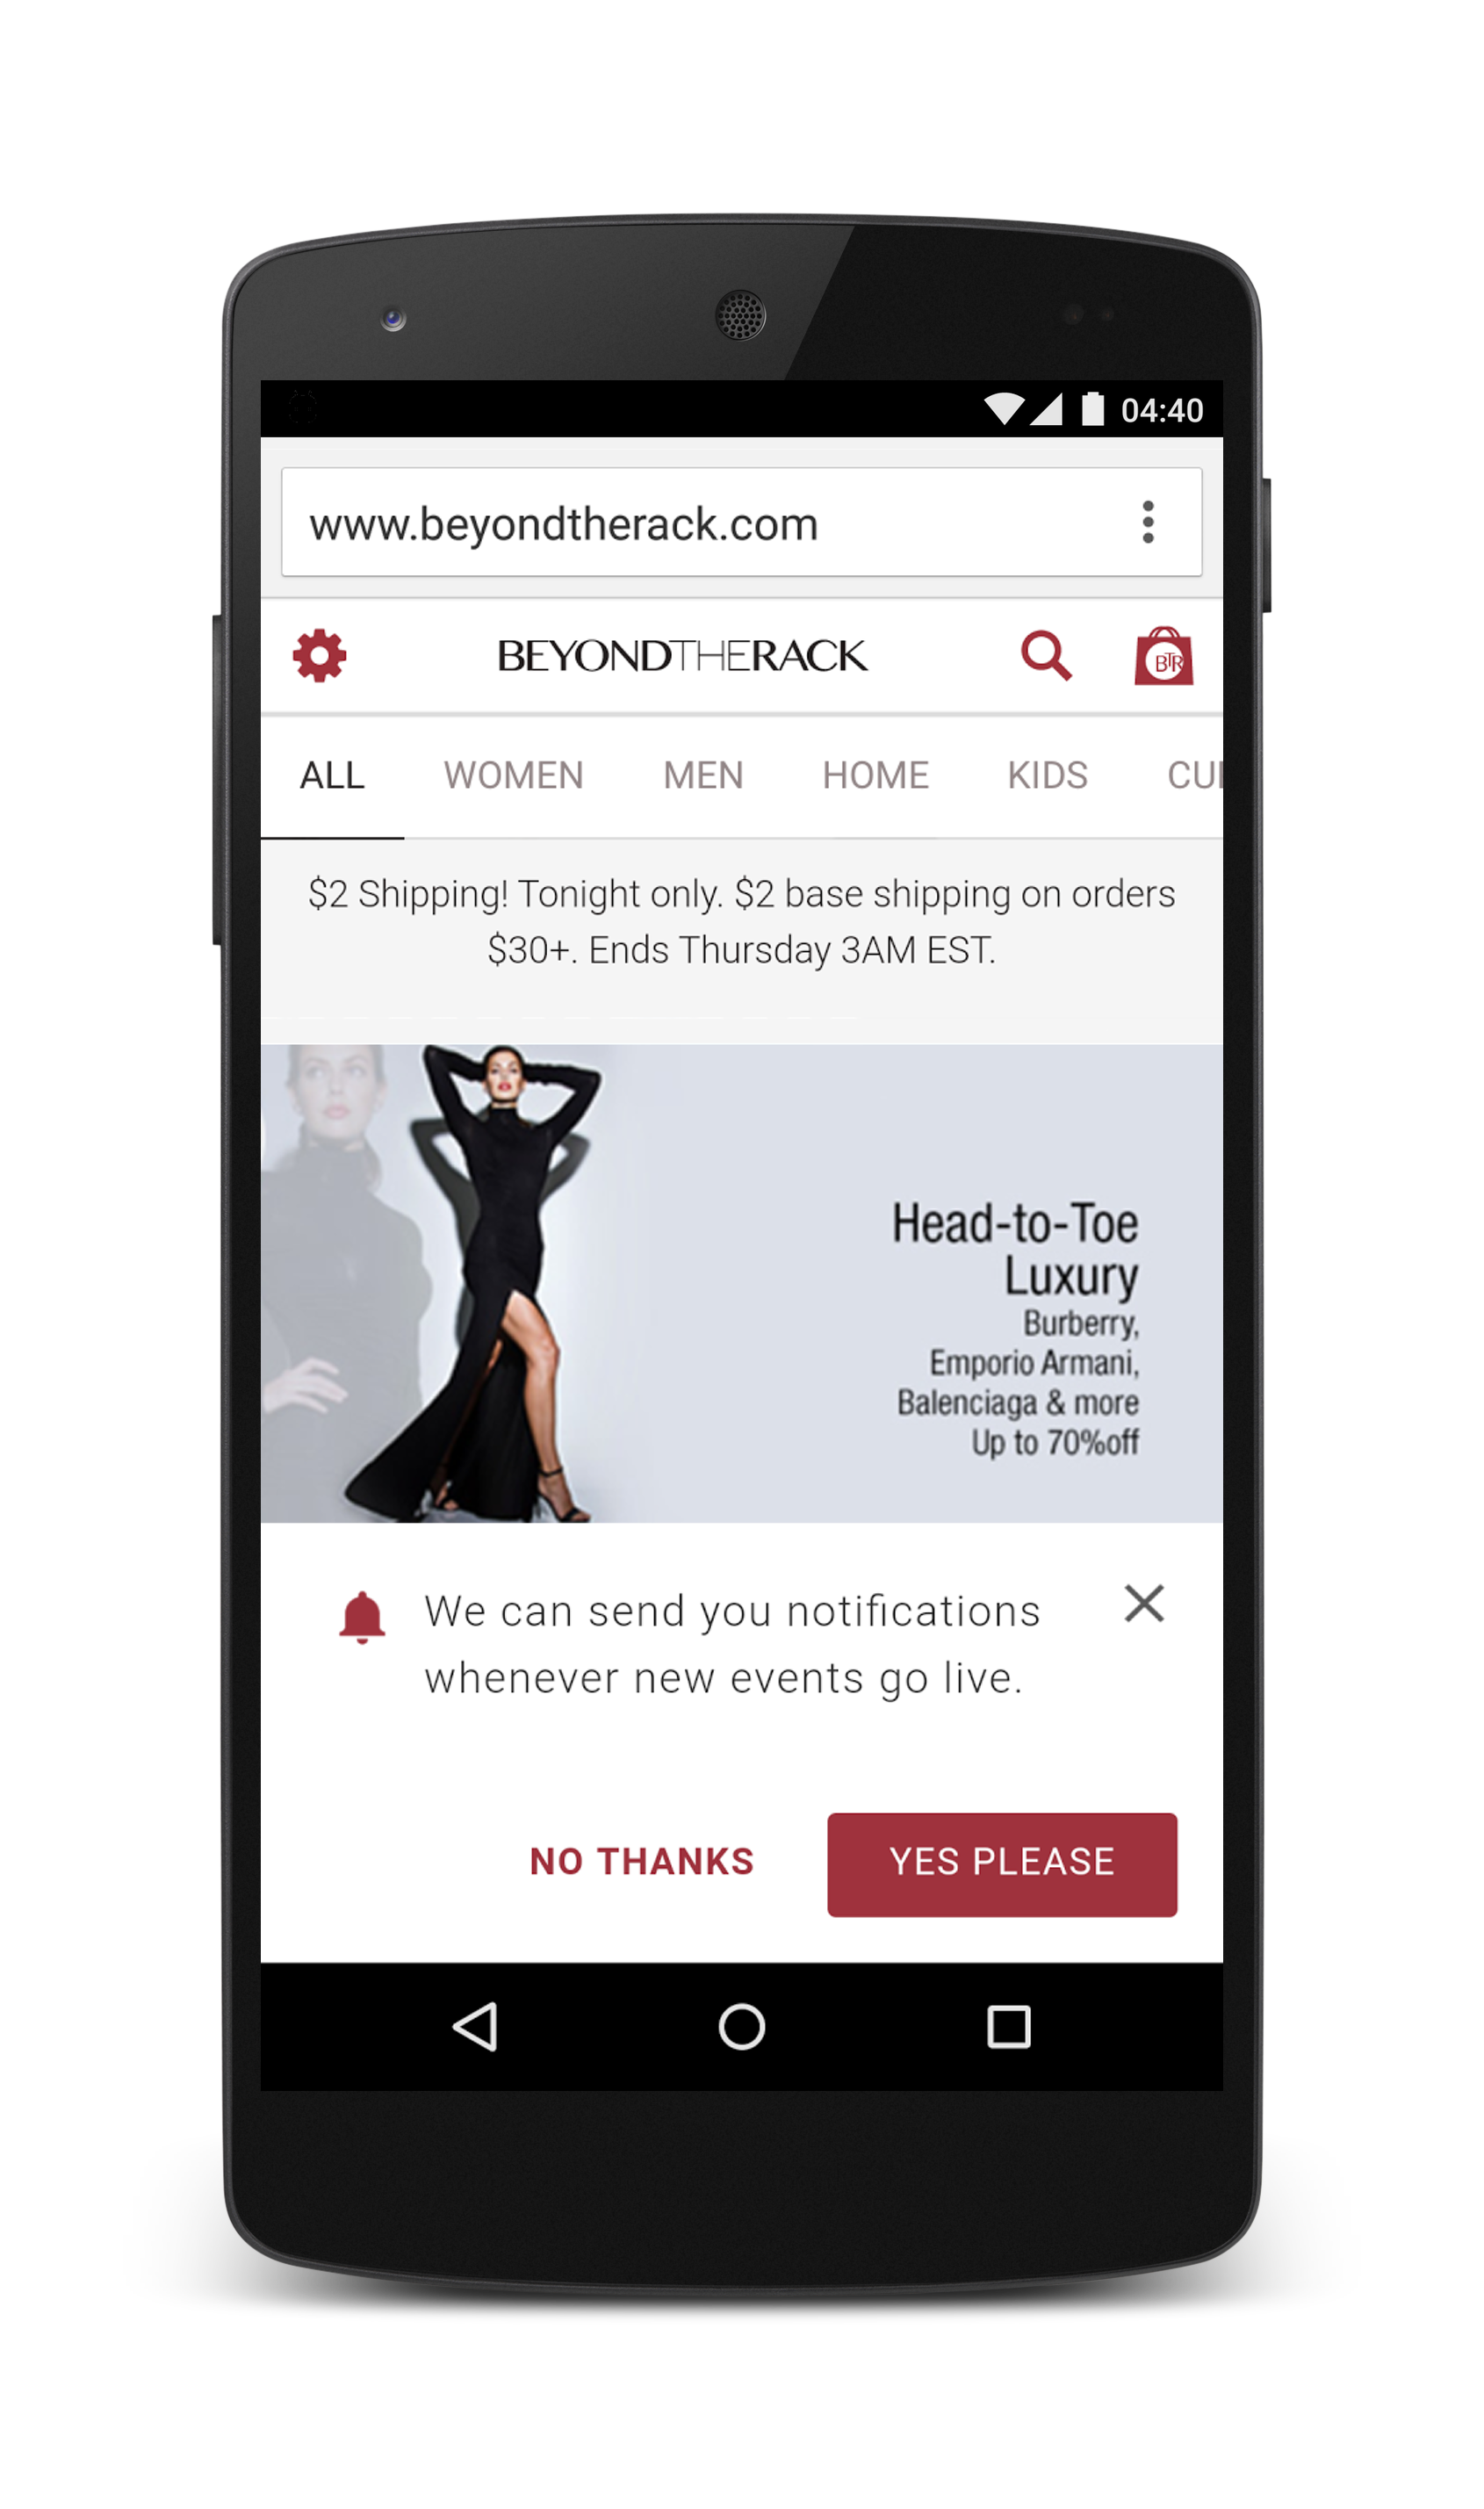 04:40
www.beyondtherack.com
BEYONDTHERACK
BTR
ALL WOMEN MEN HOME KIDS CU
$2 Shipping! Tonight only. $2 base shipping on orders
$30+. Ends Thursday 3AM EST.
Head-to-Toe
Luxury
Burberry,
Emporio Armani,
Balenciaga & more
Up to 70%off
We can send you notifications
whenever new events go live.
NO THANKS YES PLEASE